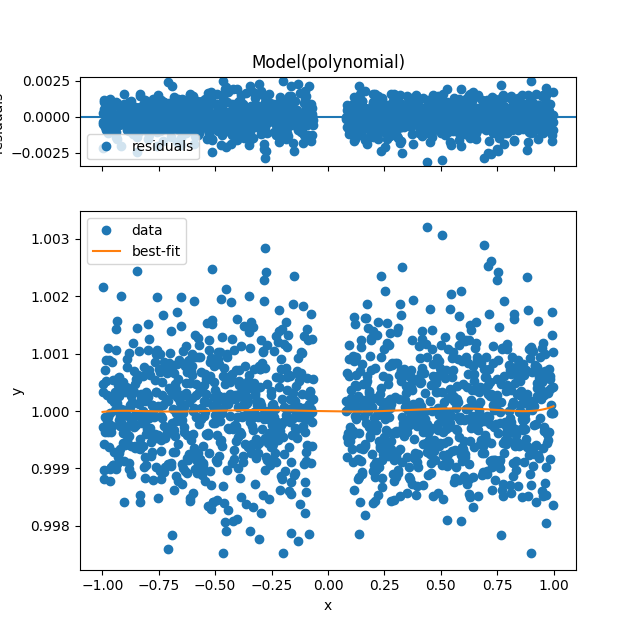 Model(polynomial)
0.0025
0.0000
−0.0025
residuals
residuals
1.003
1.002
1.001
1.000
0.999
0.998
data
best-fit
y
−1.00 −0.75 −0.50 −0.25 0.00 0.25 0.50 0.75 1.00
x